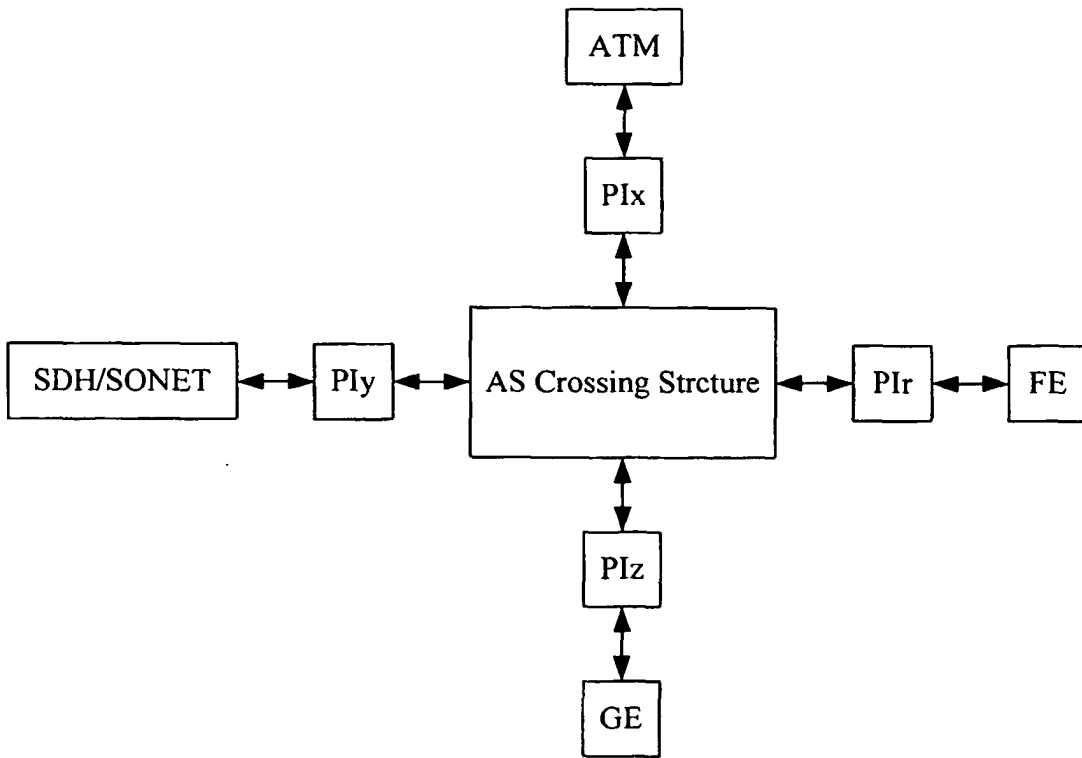 ATM
PIx
SDH/SONET
PIy
AS Crossing Strcture
PIr
FE
PIz
GE